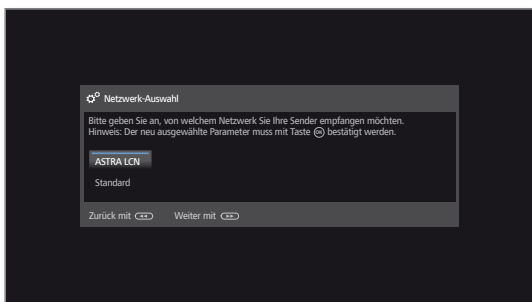 Netzwerk-Auswahl
Bitte geben Sie an, von welchem Netzwerk Sie Ihre Sender empfangen möchten.
Hinweis: Der neu ausgewählte Parameter muss mit Taste OK bestätigt werden.
ASTRA LCN
Standard
Zurück mit Weiter mit